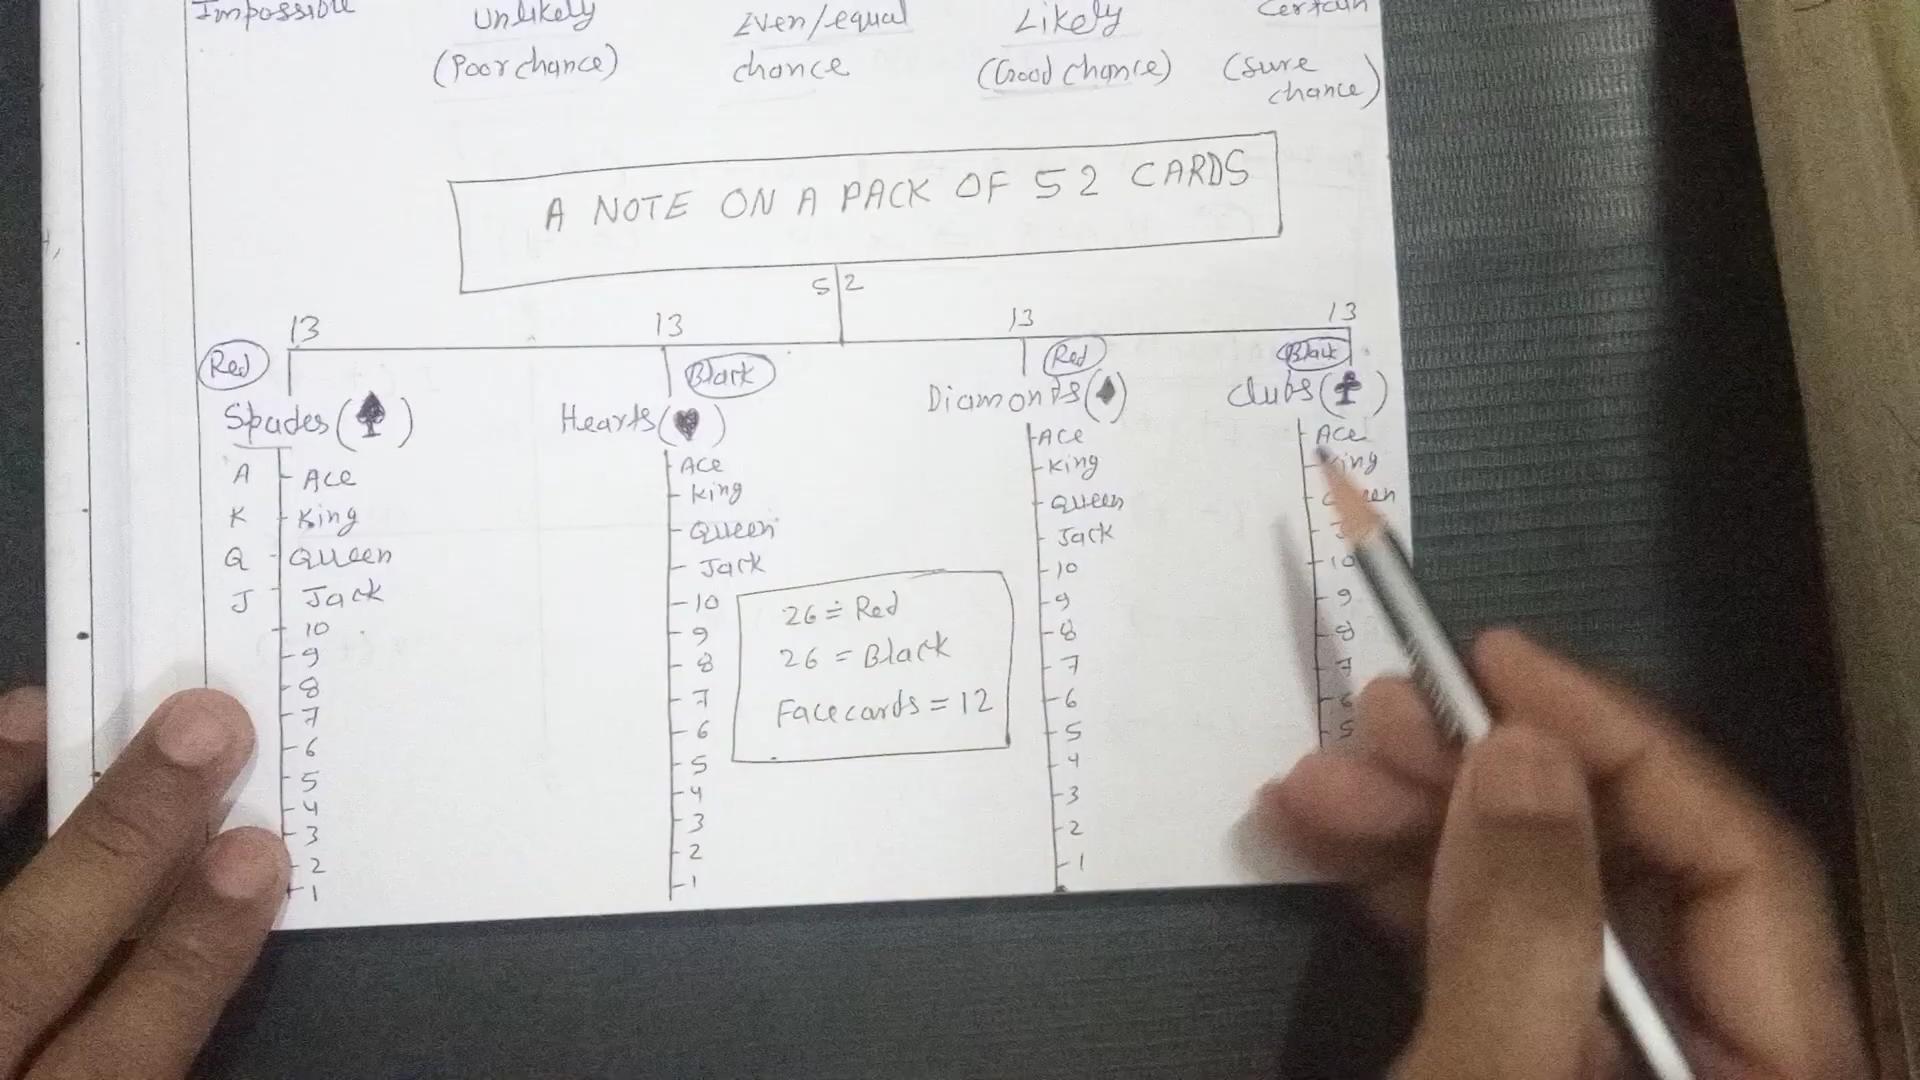 Impossible Unlikely Even/equal Likely Certain
(Poor chance) chance (Good chance) (Sure
chance)
A NOTE ON A PACK OF 52 CARDS
52
13 13 13 13
Red Black Red Black
Spades (♠) Hearts (♥) Diamonds (♦) Clubs (♣)
A Ace
K King
Q Queen
J Jack
10
9
8
7
6
5
4
3
2
1
Ace
King
Queen
Jack
10
9
8
7
6
5
4
3
2
1
26 = Red
26 = Black
Facecards = 12
Ace
King
Queen
Jack
10
9
8
7
6
5
4
3
2
1
Ace
King
10
9
8
7
6
5